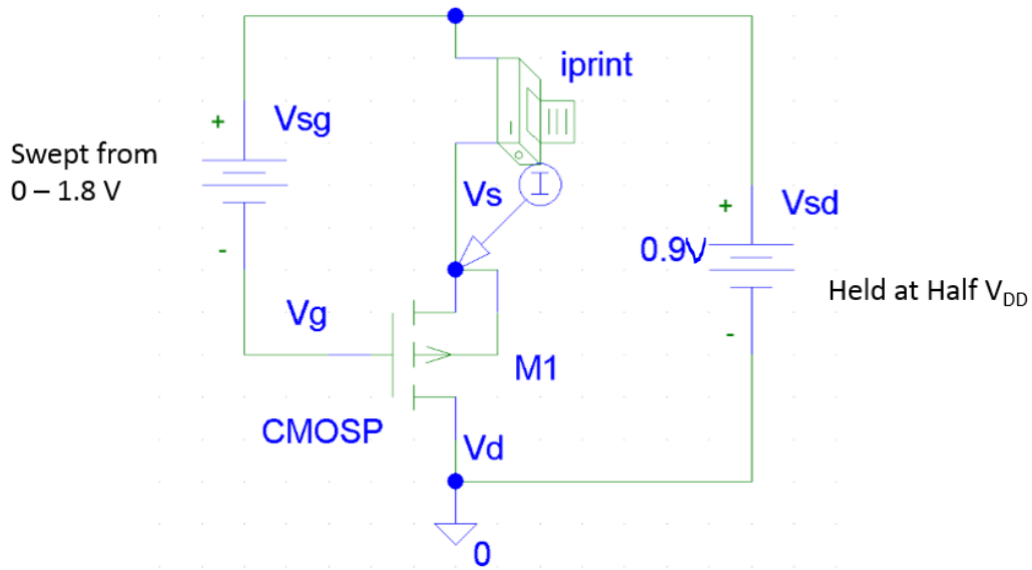 iprint
+
Vsg
Swept from
0 – 1.8 V
-
I
Vs
+
Vsd
0.9V
Held at Half VDD
-
Vg
M1
CMOSP
Vd
0